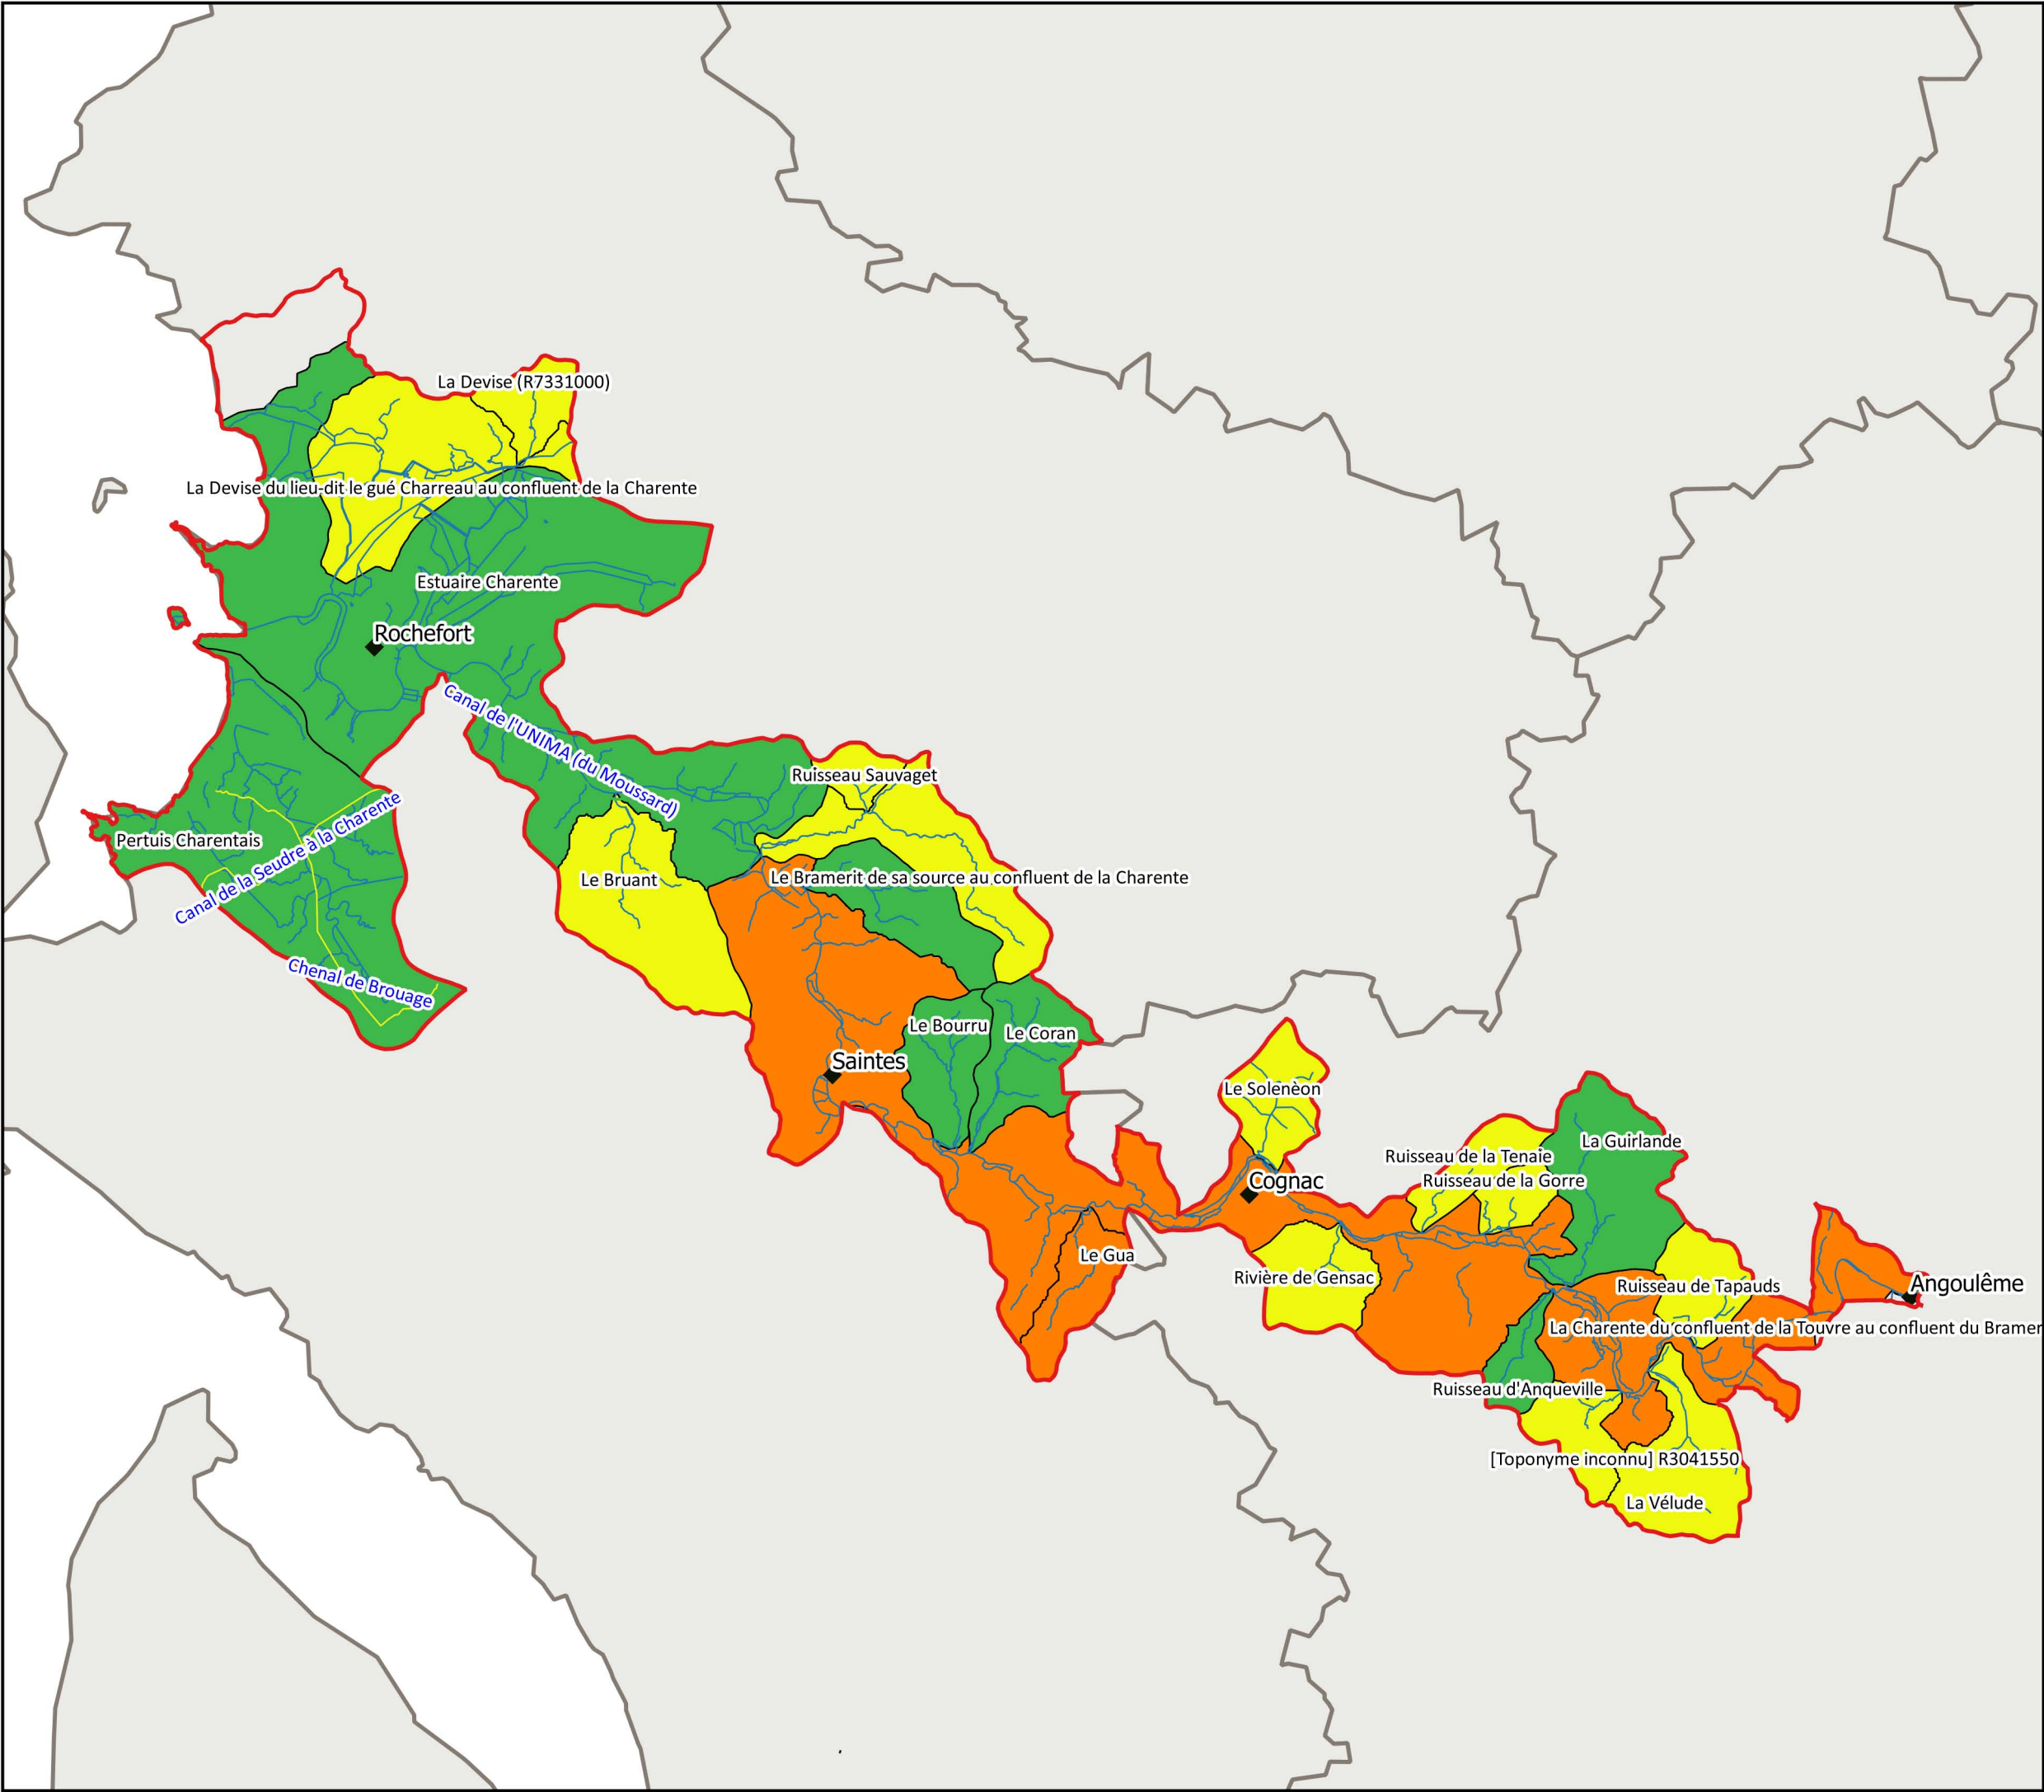 La Devise (R7331000)
La Devise du lieu-dit le gué Charreau au confluent de la Charente
Estuaire Charente
Rochefort
Canal de l'UNIMA (du Moussard)
Ruisseau Sauvaget
Pertuis Charentais
Canal de la Seudre à la Charente
Le Bruant
Le Bramerit de sa source au confluent de la Charente
Chenal de Brouage
Le Bourru
Le Coran
Saintes
Le Solenèon
La Guirlande
Ruisseau de la Tenaie
Ruisseau de la Gorre
Cognac
Le Gua
Rivière de Gensac
Ruisseau de Tapauds
Angoulême
La Charente du confluent de la Touvre au confluent du Bramer
Ruisseau d'Anqueville
[Toponyme inconnu] R3041550
La Vélude